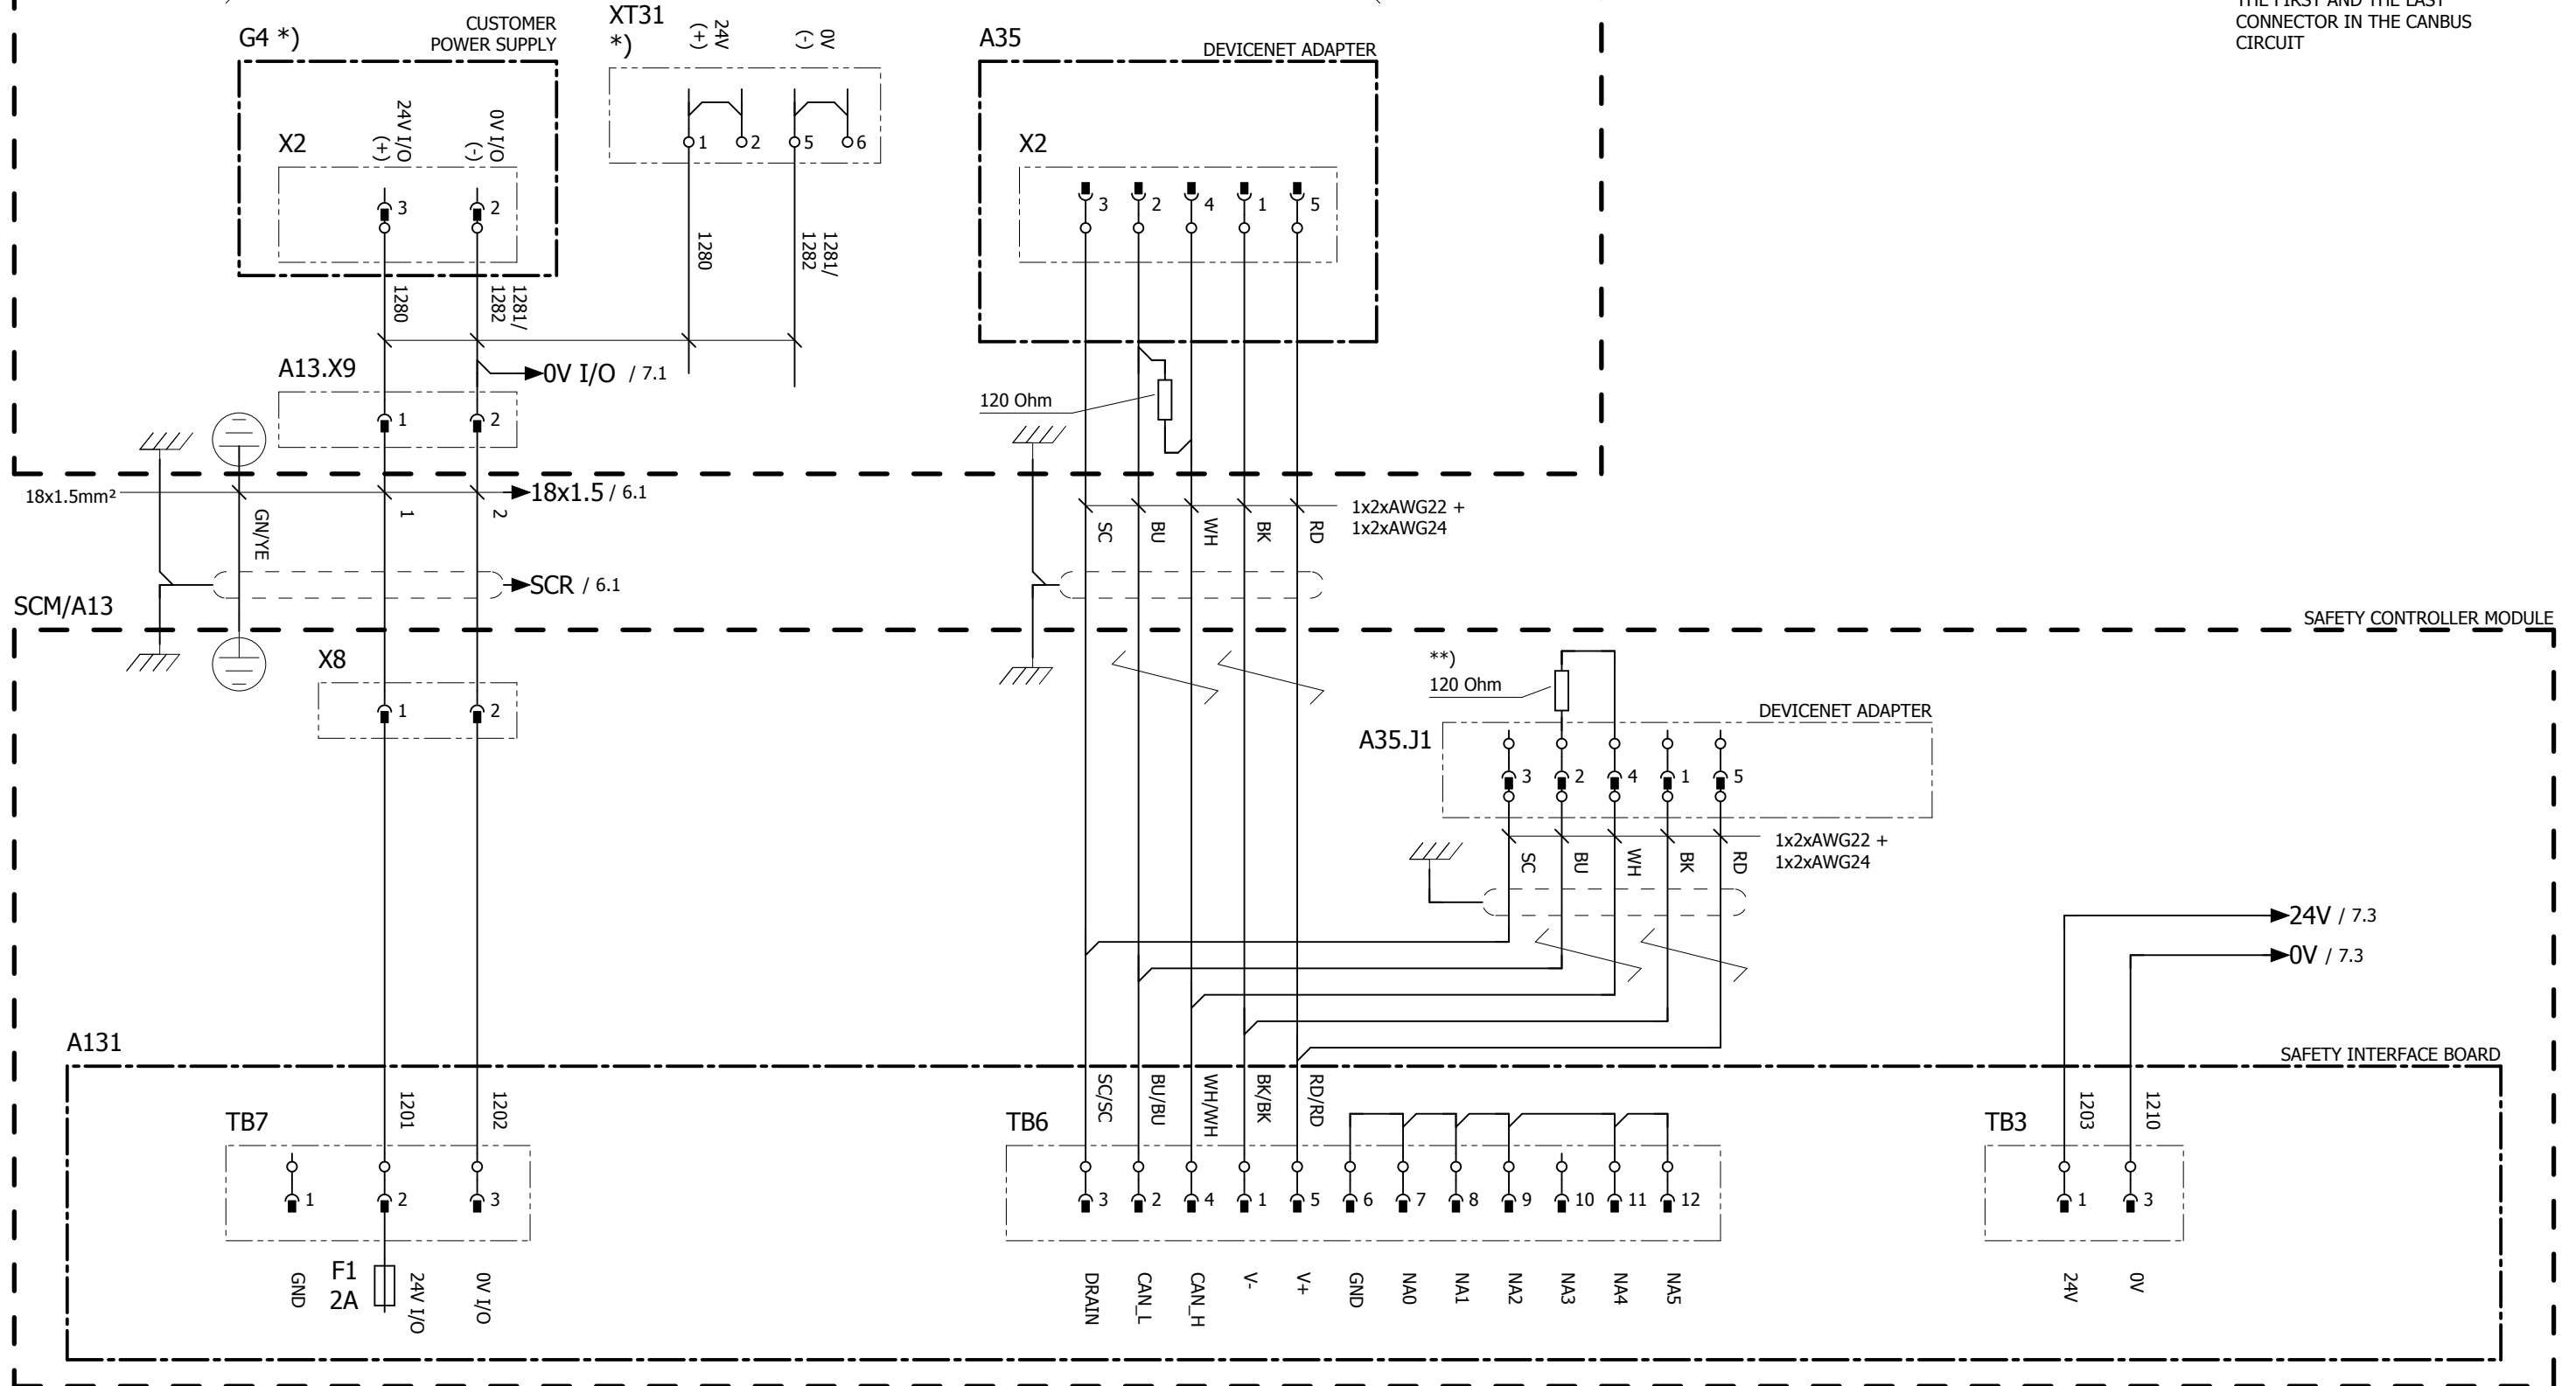 THE FIRST AND THE LAST
CONNECTOR IN THE CANBUS
CIRCUIT
G4 *)
CUSTOMER
POWER SUPPLY
XT31
*)
24V
(+)
0V
(-)
A35
DEVICENET ADAPTER
X2
24V I/O
(+)
0V I/O
(-)
3
2
1
2
5
6
X2
3
2
4
1
5
1280
1281/
1282
1280
1281/
1282
A13.X9
0V I/O / 7.1
1
2
120 Ohm
18x1.5mm²
18x1.5 / 6.1
GN/YE
1
2
SC
BU
WH
BK
RD
1x2xAWG22 +
1x2xAWG24
SCR / 6.1
SCM/A13
SAFETY CONTROLLER MODULE
X8
1
2
**)
120 Ohm
DEVICENET ADAPTER
A35.J1
3
2
4
1
5
SC
BU
WH
BK
RD
1x2xAWG22 +
1x2xAWG24
24V / 7.3
0V / 7.3
A131
SAFETY INTERFACE BOARD
TB7
1201
1202
1
2
3
GND
F1
2A
24V I/O
0V I/O
TB6
SC/SC
BU/BU
WH/WH
BK/BK
RD/RD
3
2
4
1
5
6
7
8
9
10
11
12
DRAIN
CAN_L
CAN_H
V-
V+
GND
NA0
NA1
NA2
NA3
NA4
NA5
TB3
1203
1210
1
3
24V
0V